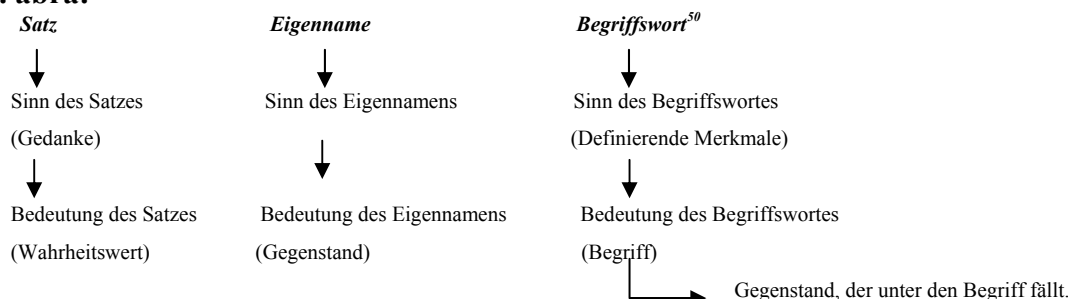 Satz Eigenname Begriffswort50
Sinn des Satzes Sinn des Eigennamens Sinn des Begriffswortes
(Gedanke) (Definierende Merkmale)
Bedeutung des Satzes Bedeutung des Eigennamens Bedeutung des Begriffswortes
(Wahrheitswert) (Gegenstand) (Begriff)
Gegenstand, der unter den Begriff fällt.